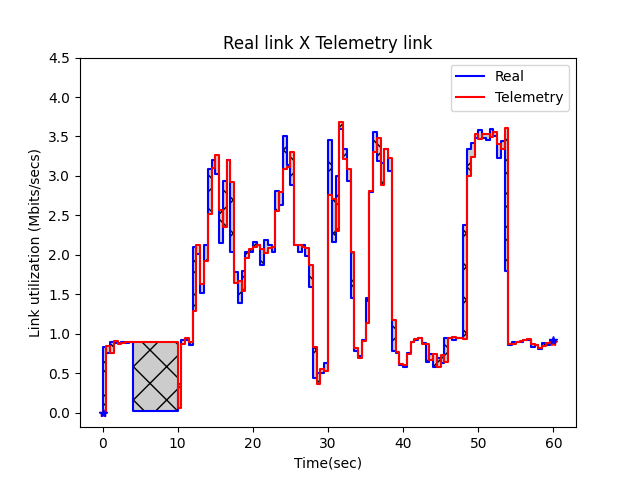 Real link X Telemetry link
Real
Telemetry
Link utilization (Mbits/secs)
4.5
4.0
3.5
3.0
2.5
2.0
1.5
1.0
0.5
0.0
0 10 20 30 40 50 60
Time(sec)